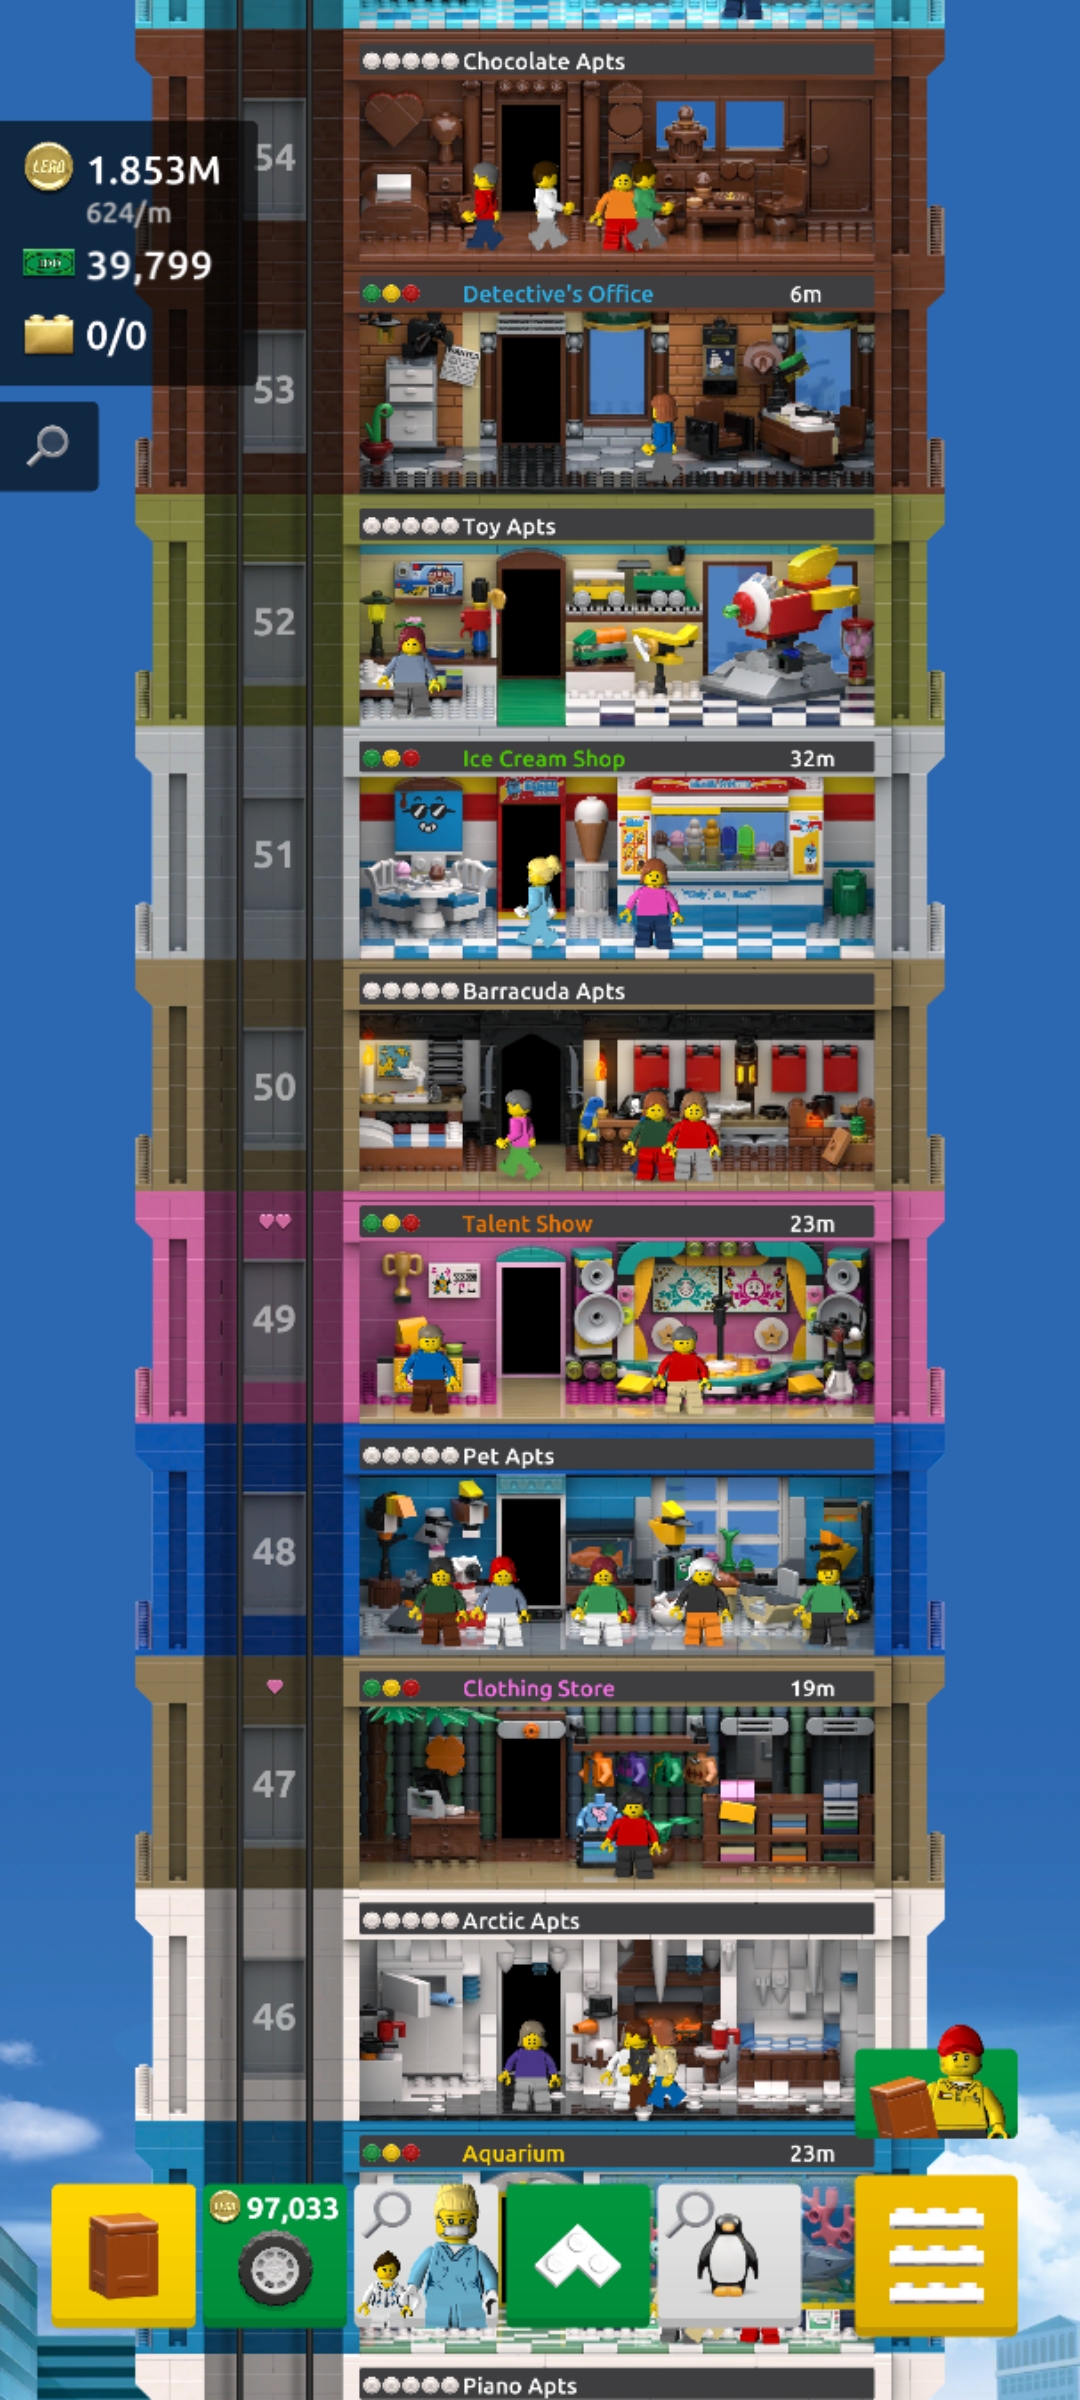 Chocolate Apts
54
LEGO 1.853M
624/m
39,799
0/0
Detective's Office 6m
WANTED
53
Toy Apts
52
Ice Cream Shop 32m
51
Barracuda Apts
50
Talent Show 23m
49
Pet Apts
48
Clothing Store 19m
47
Arctic Apts
46
Aquarium 23m
97,033
Piano Apts